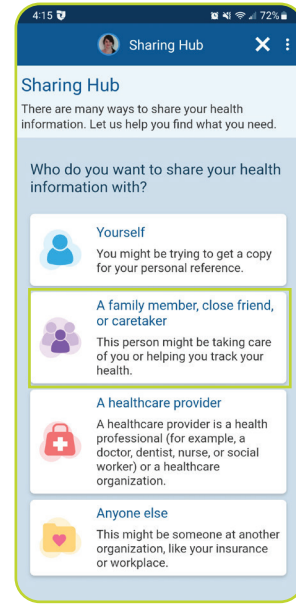 4:15
72%
Sharing Hub
Sharing Hub
There are many ways to share your health
information. Let us help you find what you need.
Who do you want to share your health
information with?
Yourself
You might be trying to get a copy
for your personal reference.
A family member, close friend,
or caretaker
This person might be taking care
of you or helping you track your
health.
A healthcare provider
A healthcare provider is a health
professional (for example, a
doctor, dentist, nurse, or social
worker) or a healthcare
organization.
Anyone else
This might be someone at another
organization, like your insurance
or workplace.